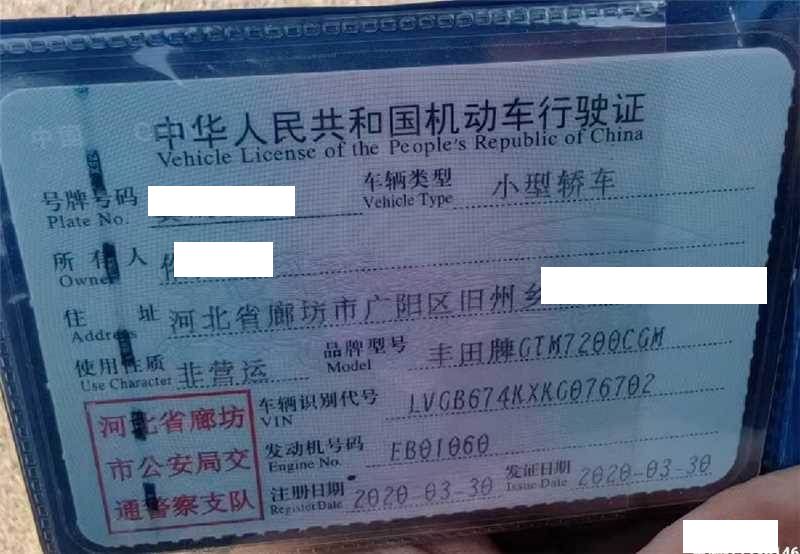 中华人民共和国机动车行驶证
Vehicle License of the People's Republic of China
号牌号码
Plate No.
车辆类型 小型轿车
Vehicle Type
所有人
Owner
住址 河北省廊坊市广阳区旧州乡
Address
使用性质 非营运
Use Character
品牌型号 丰田牌GTM7200CGM
Model
河北省廊坊
市公安局交
通警察支队
车辆识别代号 LVGB674KXKG076702
VIN
发动机号码 EB01060
Engine No.
注册日期 2020-03-30
Register Date
发证日期 2020-03-30
Issue Date